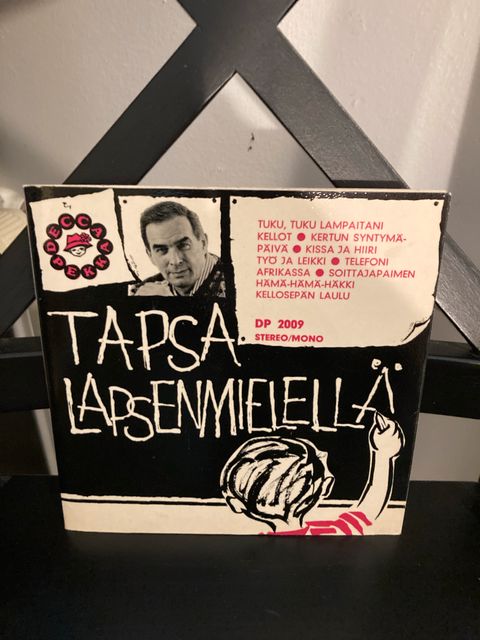 DECCA
PEKKA
TUKU, TUKU LAMPAITANI
KELLOT ● KERTUN SYNTYMÄ-
PÄIVÄ ● KISSA JA HIIRI
TYÖ JA LEIKKI ● TELEFONI
AFRIKASSA ● SOITTAJAPAIMEN
HÄMÄ-HÄMÄ-HÄKKI
KELLOSEPÄN LAULU
DP 2009
STEREO/MONO
TAPSA
LAPSENMIELELLÄ